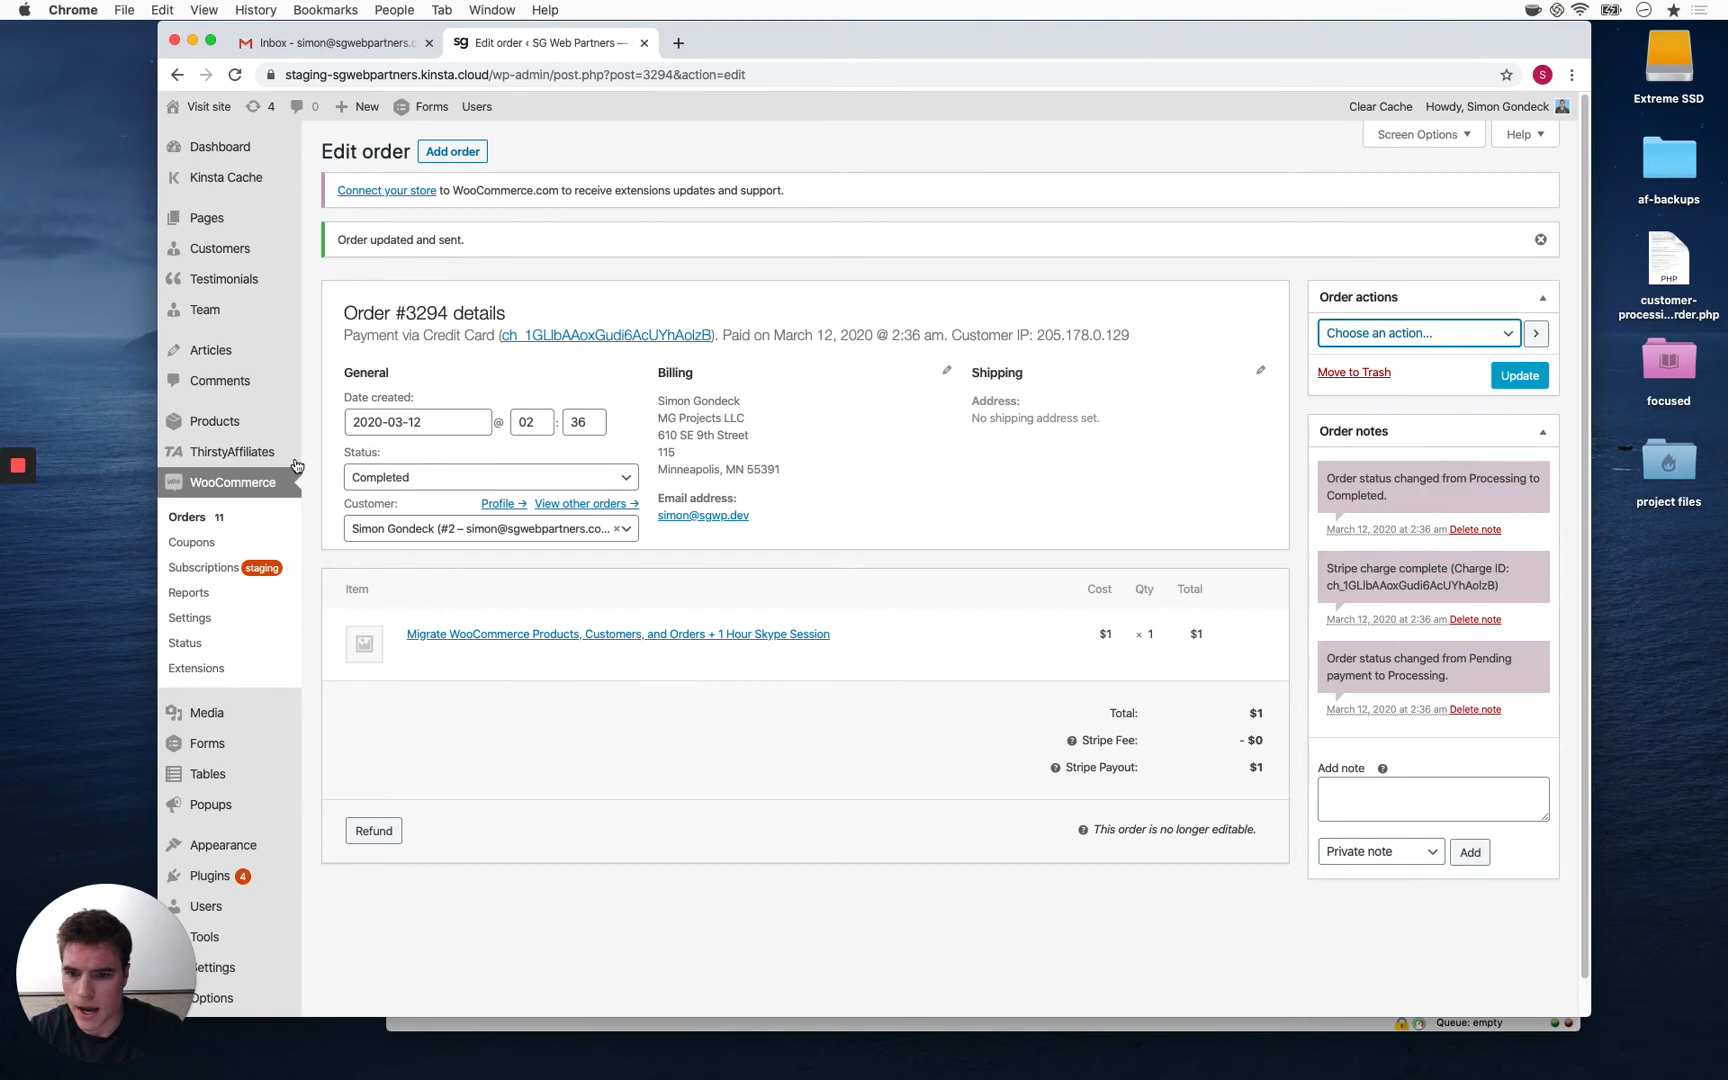 Chrome File Edit View History Bookmarks People Tab Window Help
Inbox - simon@sgwebpartners.c
sg Edit order ‹ SG Web Partners —
staging-sgwebpartners.kinsta.cloud/wp-admin/post.php?post=3294&action=edit
S
Visit site 4 0 New Forms Users
Clear Cache Howdy, Simon Gondeck
Screen Options Help
Dashboard
Kinsta Cache
Pages
Customers
Testimonials
Team
Articles
Comments
Products
TA ThirstyAffiliates
WooCommerce
Orders 11
Coupons
Subscriptions staging
Reports
Settings
Status
Extensions
Media
Forms
Tables
Popups
Appearance
Plugins 4
Users
Tools
Settings
Options
Edit order Add order
Connect your store to WooCommerce.com to receive extensions updates and support.
Order updated and sent.
Order #3294 details
Payment via Credit Card (ch_1GLlbAAoxGudi6AcUYhAolzB). Paid on March 12, 2020 @ 2:36 am. Customer IP: 205.178.0.129
General
Date created:
2020-03-12 @ 02 : 36
Status:
Completed
Customer: Profile → View other orders →
Simon Gondeck (#2 – simon@sgwebpartners.co... ×
Billing
Simon Gondeck
MG Projects LLC
610 SE 9th Street
115
Minneapolis, MN 55391
Email address:
simon@sgwp.dev
Shipping
Address:
No shipping address set.
Item Cost Qty Total
Migrate WooCommerce Products, Customers, and Orders + 1 Hour Skype Session $1 × 1 $1
Total: $1
Stripe Fee: - $0
Stripe Payout: $1
Refund
This order is no longer editable.
Order actions
Choose an action...
Move to Trash Update
Order notes
Order status changed from Processing to
Completed.
March 12, 2020 at 2:36 am Delete note
Stripe charge complete (Charge ID:
ch_1GLlbAAoxGudi6AcUYhAolzB)
March 12, 2020 at 2:36 am Delete note
Order status changed from Pending
payment to Processing.
March 12, 2020 at 2:36 am Delete note
Add note
Private note Add
Queue: empty
Extreme SSD
af-backups
PHP
customer-
processi...rder.php
focused
project files